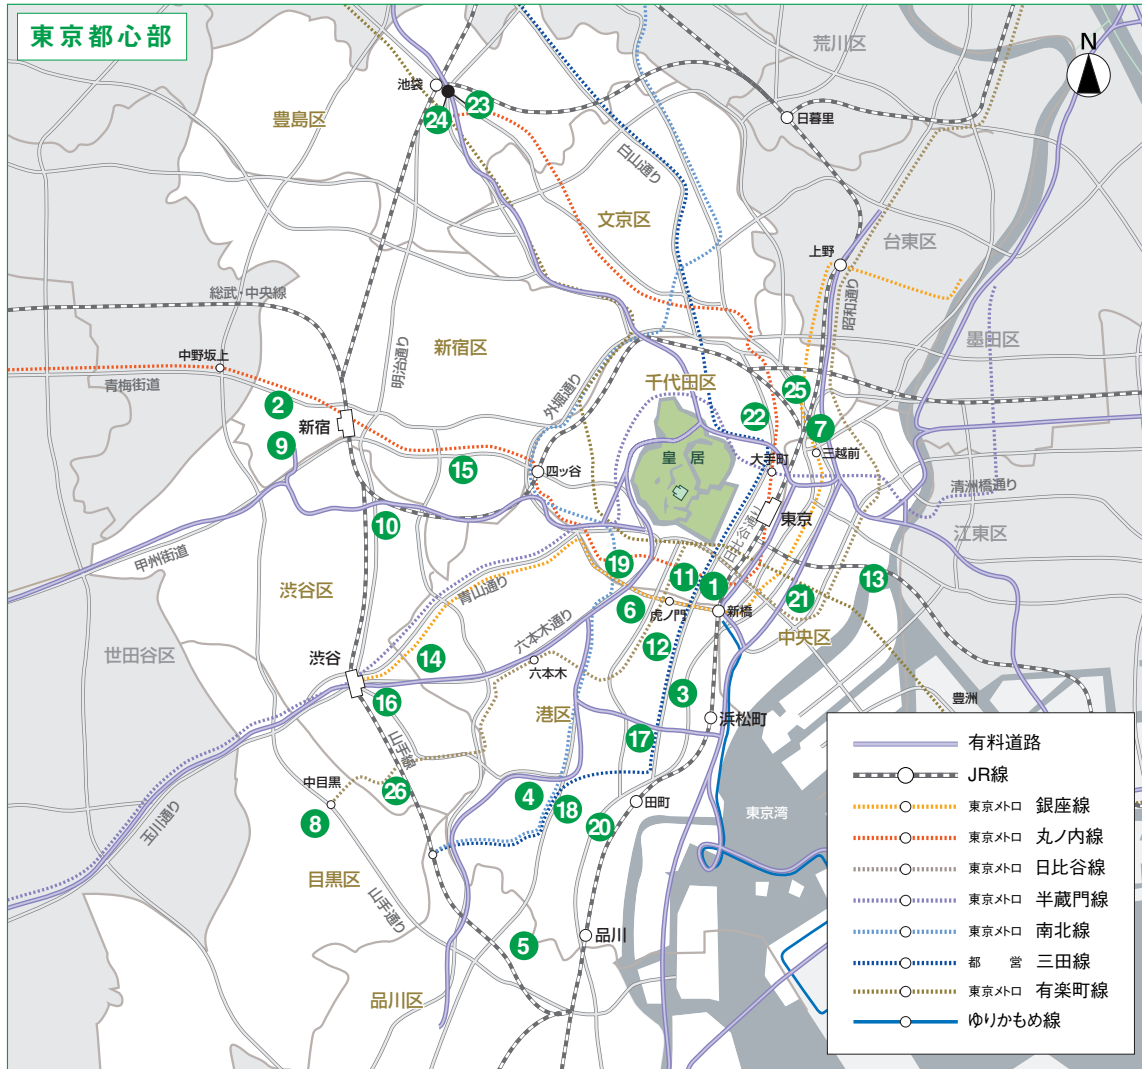 東京都心部
N
荒川区
池袋
23
24
豊島区
日暮里
白山通り
文京区
台東区
上野
昭和通り
総武・中央線
墨田区
中野坂上
青梅街道
明治通り
新宿区
外堀通り
千代田区
2
新宿
9
22
25
7
三越前
大手町
皇居
15
四ッ谷
清洲橋通り
東京
日比谷通り
10
江東区
甲州街道
青山通り
19
11
1
13
21
6
虎ノ門
新橋
渋谷区
六本木通り
12
中央区
世田谷区
渋谷
14
六本木
16
3
豊洲
港区
浜松町
17
山手線
中目黒
26
4
18
8
20
田町
東京湾
玉川通り
目黒区
山手通り
5
品川
品川区
有料道路
JR線
東京メトロ 銀座線
東京メトロ 丸ノ内線
東京メトロ 日比谷線
東京メトロ 半蔵門線
東京メトロ 南北線
都営 三田線
東京メトロ 有楽町線
ゆりかもめ線